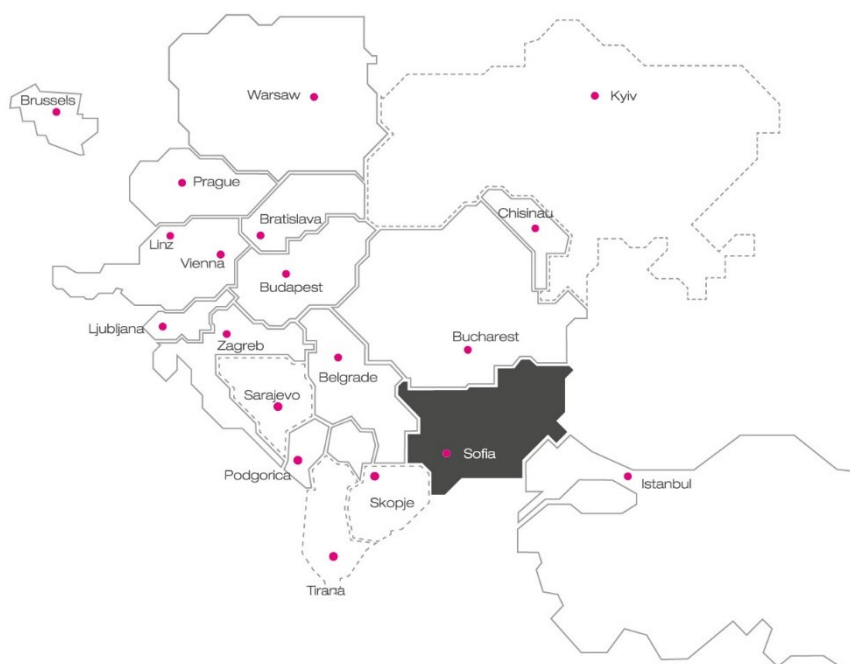 Warsaw
Kyiv
Brussels
Prague
Chisinau
Bratislava
Linz
Vienna
Budapest
Ljubljana
Bucharest
Zagreb
Belgrade
Sarajevo
Sofia
Podgorica
Istanbul
Skopje
Tirana